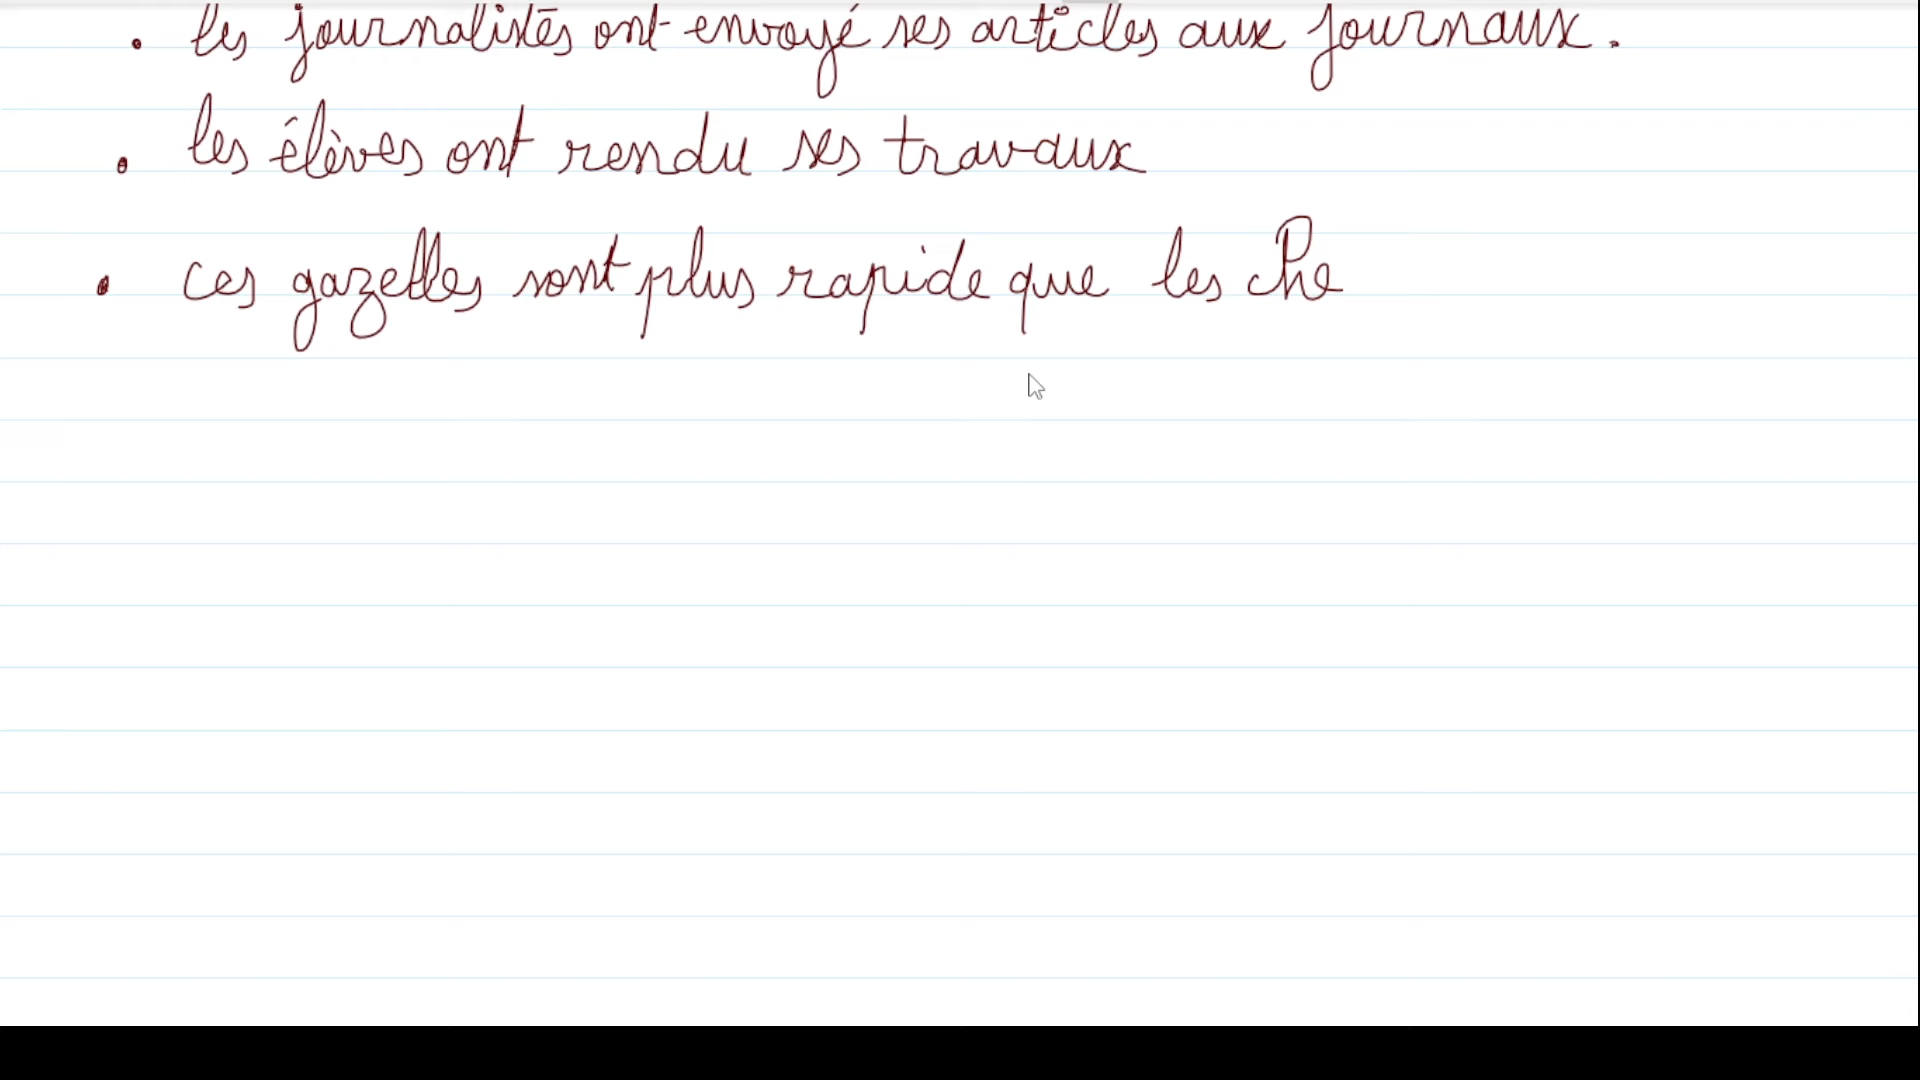 . les journalistes ont envoyé ses articles aux journaux.
. les élèves ont rendu ses travaux
. ces gazelles sont plus rapide que les che